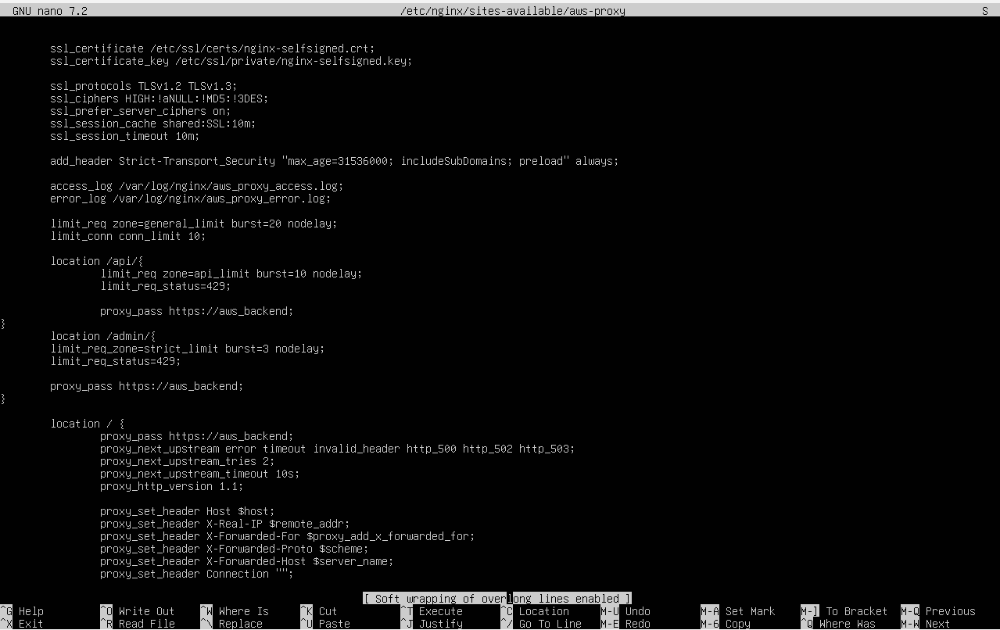 GNU nano 7.2 /etc/nginx/sites-available/aws-proxy S
ssl_certificate /etc/ssl/certs/nginx-selfsigned.crt;
ssl_certificate_key /etc/ssl/private/nginx-selfsigned.key;
ssl_protocols TLSv1.2 TLSv1.3;
ssl_ciphers HIGH:!aNULL:!MD5:!3DES;
ssl_prefer_server_ciphers on;
ssl_session_cache shared:SSL:10m;
ssl_session_timeout 10m;
add_header Strict-Transport_Security "max_age=31536000; includeSubDomains; preload" always;
access_log /var/log/nginx/aws_proxy_access.log;
error_log /var/log/nginx/aws_proxy_error.log;
limit_req zone=general_limit burst=20 nodelay;
limit_conn conn_limit 10;
location /api/{
limit_req zone=api_limit burst=10 nodelay;
limit_req_status=429;
proxy_pass https://aws_backend;
}
location /admin/{
limit_req_zone=strict_limit burst=3 nodelay;
limit_req_status=429;
proxy_pass https://aws_backend;
}
location / {
proxy_pass https://aws_backend;
proxy_next_upstream error timeout invalid_header http_500 http_502 http_503;
proxy_next_upstream_tries 2;
proxy_next_upstream_timeout 10s;
proxy_http_version 1.1;
proxy_set_header Host $host;
proxy_set_header X-Real-IP $remote_addr;
proxy_set_header X-Forwarded-For $proxy_add_x_forwarded_for;
proxy_set_header X-Forwarded-Proto $scheme;
proxy_set_header X-Forwarded-Host $server_name;
proxy_set_header Connection "";
[ Soft wrapping of overlong lines enabled ]
^G Help ^O Write Out ^W Where Is ^K Cut ^T Execute ^C Location M-U Undo M-A Set Mark M-] To Bracket M-Q Previous
^X Exit ^R Read File ^\ Replace ^U Paste ^J Justify ^/ Go To Line M-E Redo M-6 Copy ^Q Where Was M-W Next